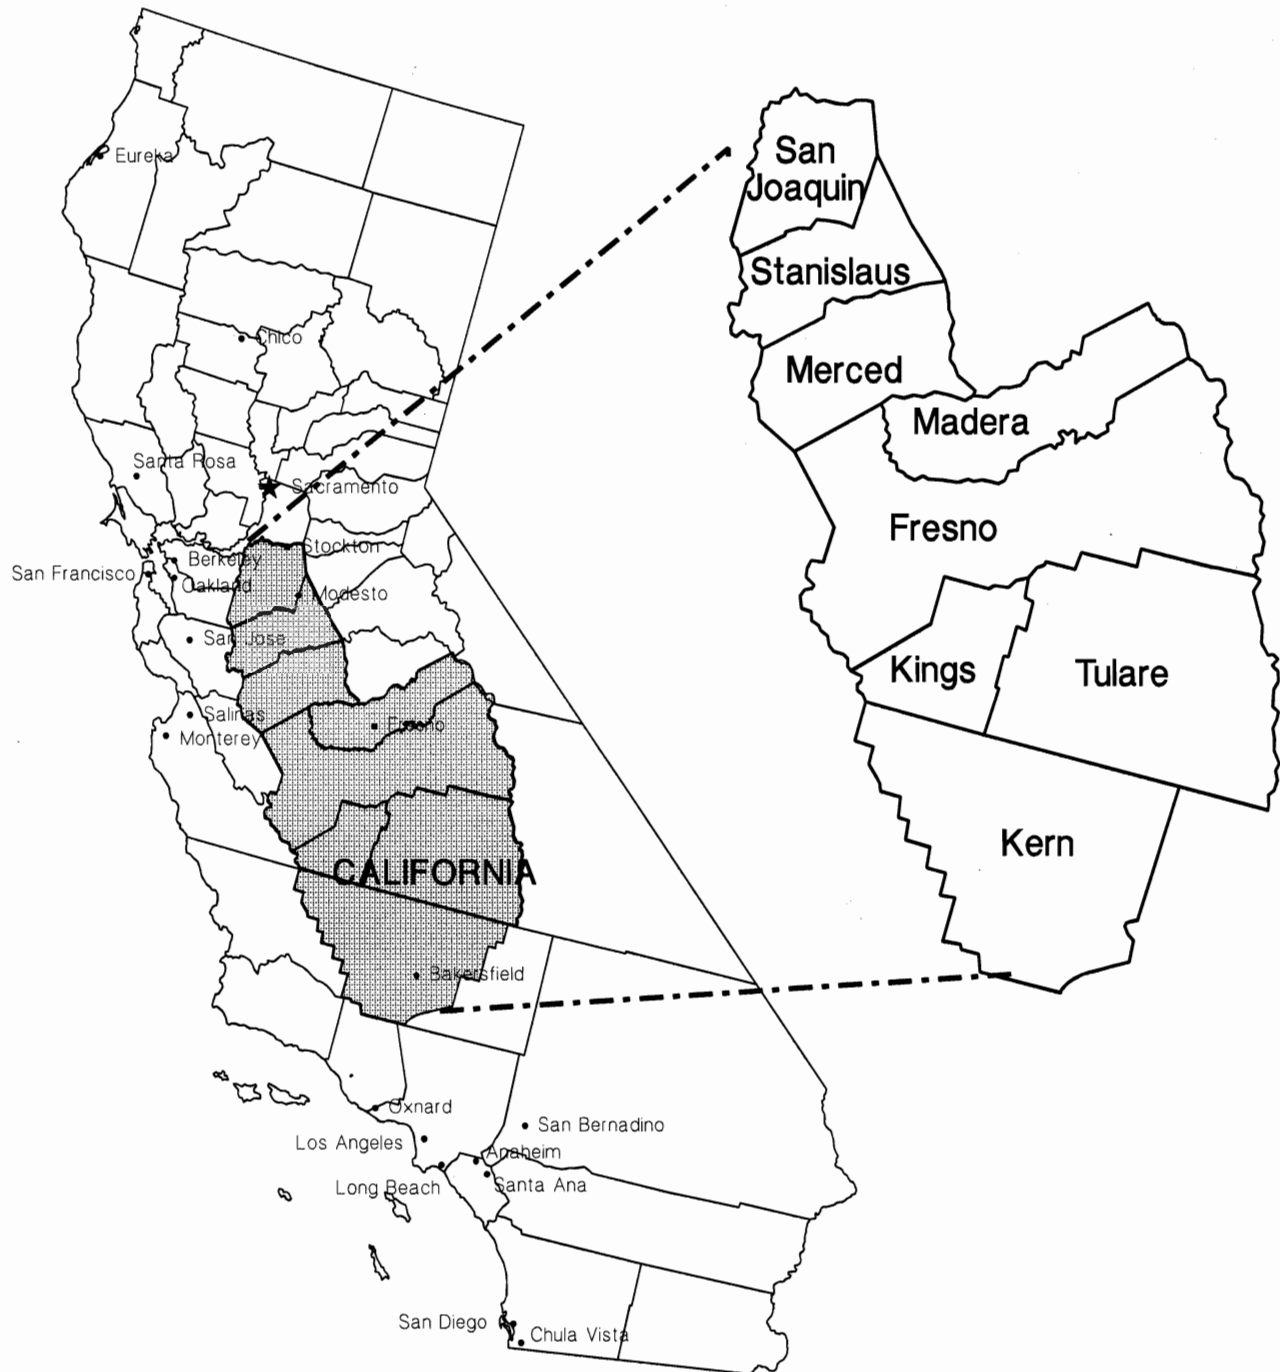 Eureka
Chico
Santa Rosa
Sacramento
Stockton
Berkeley
San Francisco
Oakland
Modesto
San Jose
Salinas
Monterey
Fresno
CALIFORNIA
Bakersfield
Oxnard
San Bernadino
Los Angeles
Anaheim
Long Beach
Santa Ana
San Diego
Chula Vista
San
Joaquin
Stanislaus
Merced
Madera
Fresno
Kings
Tulare
Kern